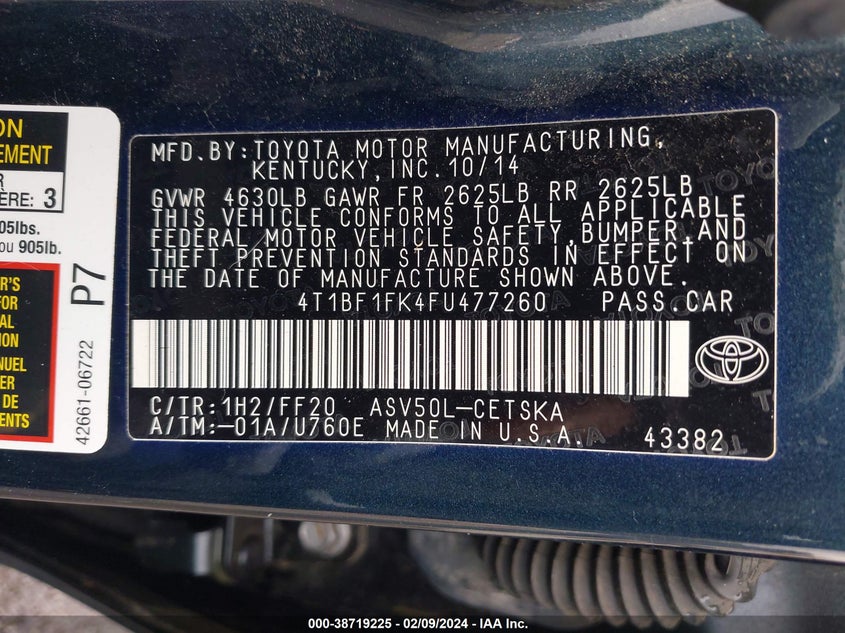 ON
EMENT
R
ÈRE: 3
05lbs.
ou 905lb.
R'S
FOR
AL
ION
NUEL
ER
DE
ENTS
P7
42661-06722
MFD.BY:TOYOTA MOTOR MANUFACTURING,
KENTUCKY,INC.10/14
GVWR 4630LB GAWR FR 2625LB RR 2625LB
THIS VEHICLE CONFORMS TO ALL APPLICABLE
FEDERAL MOTOR VEHICLE SAFETY,BUMPER,AND
THEFT PREVENTION STANDARDS IN EFFECT ON
THE DATE OF MANUFACTURE SHOWN ABOVE.
4T1BF1FK4FU477260 PASS.CAR
C/TR:1H2/FF20 ASV50L-CETSKA
A/TM:-01A/U760E MADE IN U.S.A. 43382
000-38719225 - 02/09/2024 - IAA Inc.